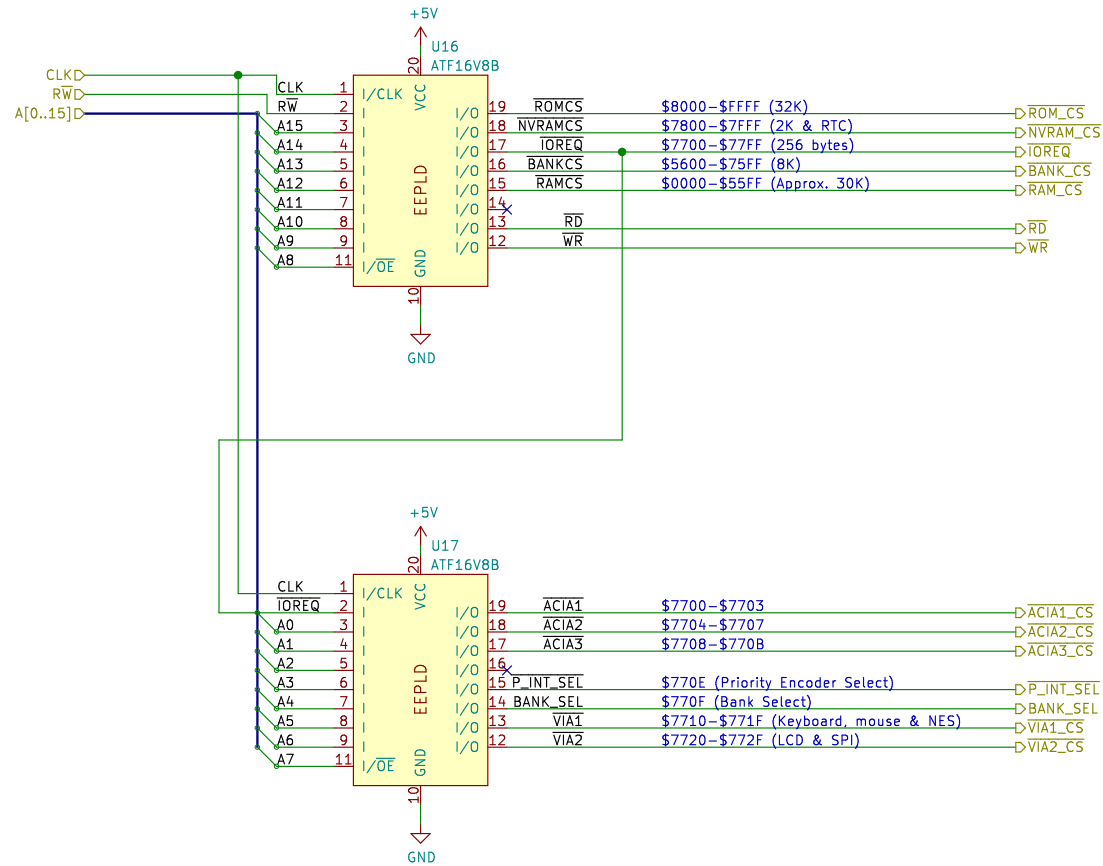 +5V
U16
ATF16V8B
CLK
RW̅
A[0..15]
20
VCC
CLK 1 I/CLK
RW̅ 2 I
A15 3 I
A14 4 I
A13 5 I
A12 6 I
A11 7 I
A10 8 I
A9 9 I
A8 11 I/OE
EEPLD
GND
10
GND
I/O 19 ROMCS $8000-$FFFF (32K) ROM_CS
I/O 18 NVRAMCS $7800-$7FFF (2K & RTC) NVRAM_CS
I/O 17 IOREQ $7700-$77FF (256 bytes) IOREQ
I/O 16 BANKCS $5600-$75FF (8K) BANK_CS
I/O 15 RAMCS $0000-$55FF (Approx. 30K) RAM_CS
I/O 14
I/O 13 RD RD
I/O 12 WR WR
+5V
U17
ATF16V8B
20
VCC
CLK 1 I/CLK
IOREQ 2 I
A0 3 I
A1 4 I
A2 5 I
A3 6 I
A4 7 I
A5 8 I
A6 9 I
A7 11 I/OE
EEPLD
GND
10
GND
I/O 19 ACIA1 $7700-$7703 ACIA1_CS
I/O 18 ACIA2 $7704-$7707 ACIA2_CS
I/O 17 ACIA3 $7708-$770B ACIA3_CS
I/O 16
I/O 15 P_INT_SEL $770E (Priority Encoder Select) P_INT_SEL
I/O 14 BANK_SEL $770F (Bank Select) BANK_SEL
I/O 13 VIA1 $7710-$771F (Keyboard, mouse & NES) VIA1_CS
I/O 12 VIA2 $7720-$772F (LCD & SPI) VIA2_CS